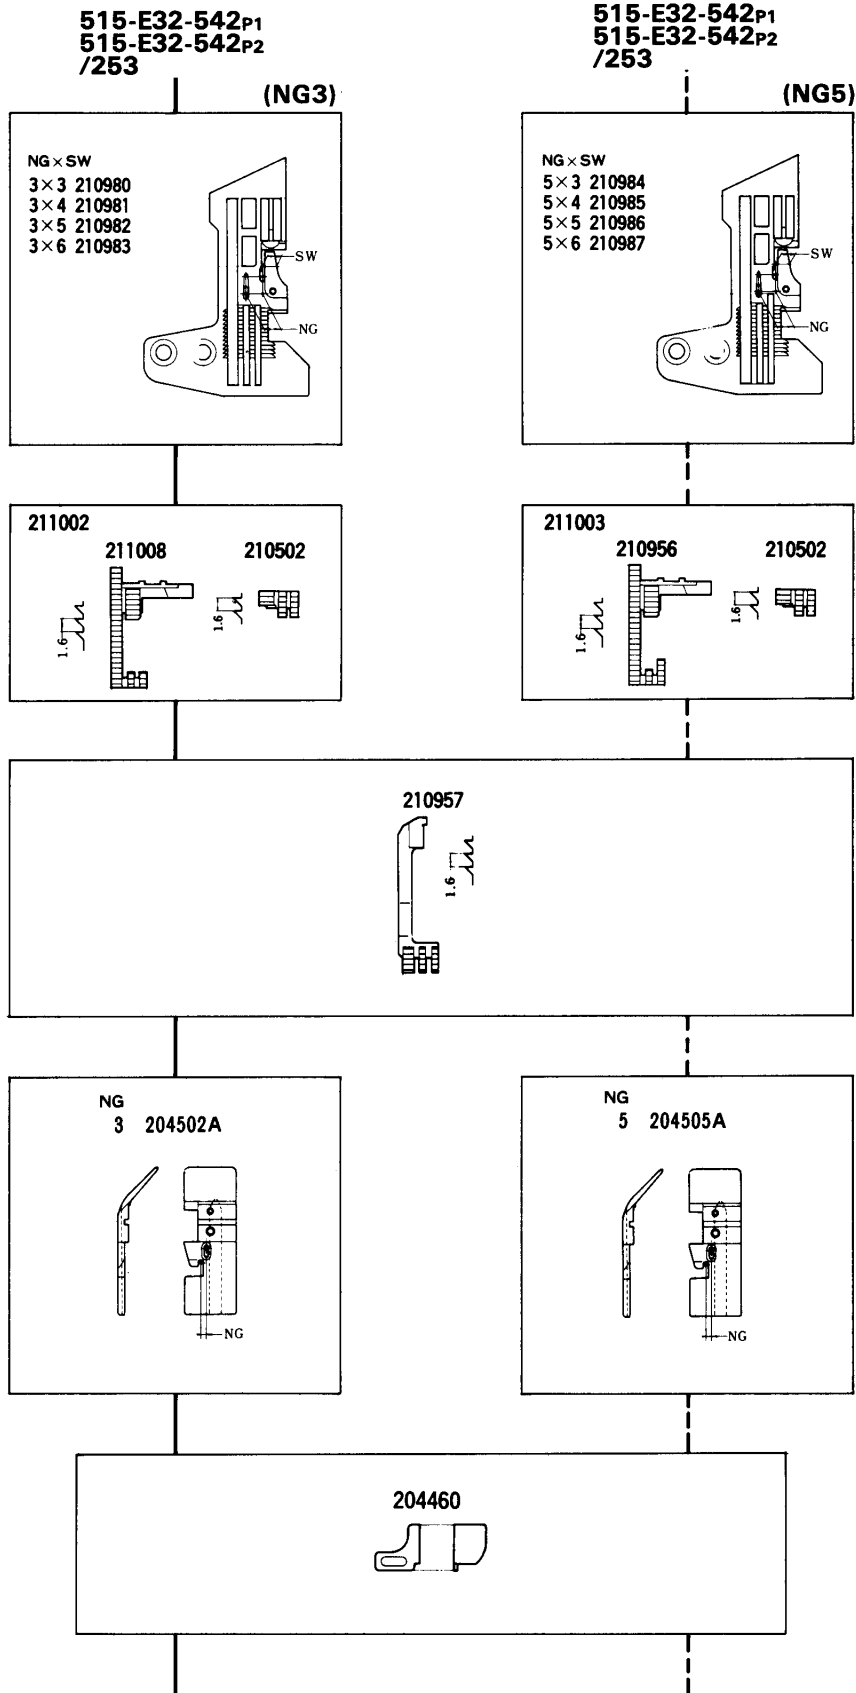 515-E32-542P1
515-E32-542P2
/253
(NG3)
NG×SW
3×3 210980
3×4 210981
3×5 210982
3×6 210983
SW
NG
515-E32-542P1
515-E32-542P2
/253
(NG5)
NG×SW
5×3 210984
5×4 210985
5×5 210986
5×6 210987
SW
NG
211002
211008 210502
1.6
1.6
211003
210956 210502
1.6
1.6
210957
1.6
NG
3 204502A
NG
NG
5 204505A
NG
204460